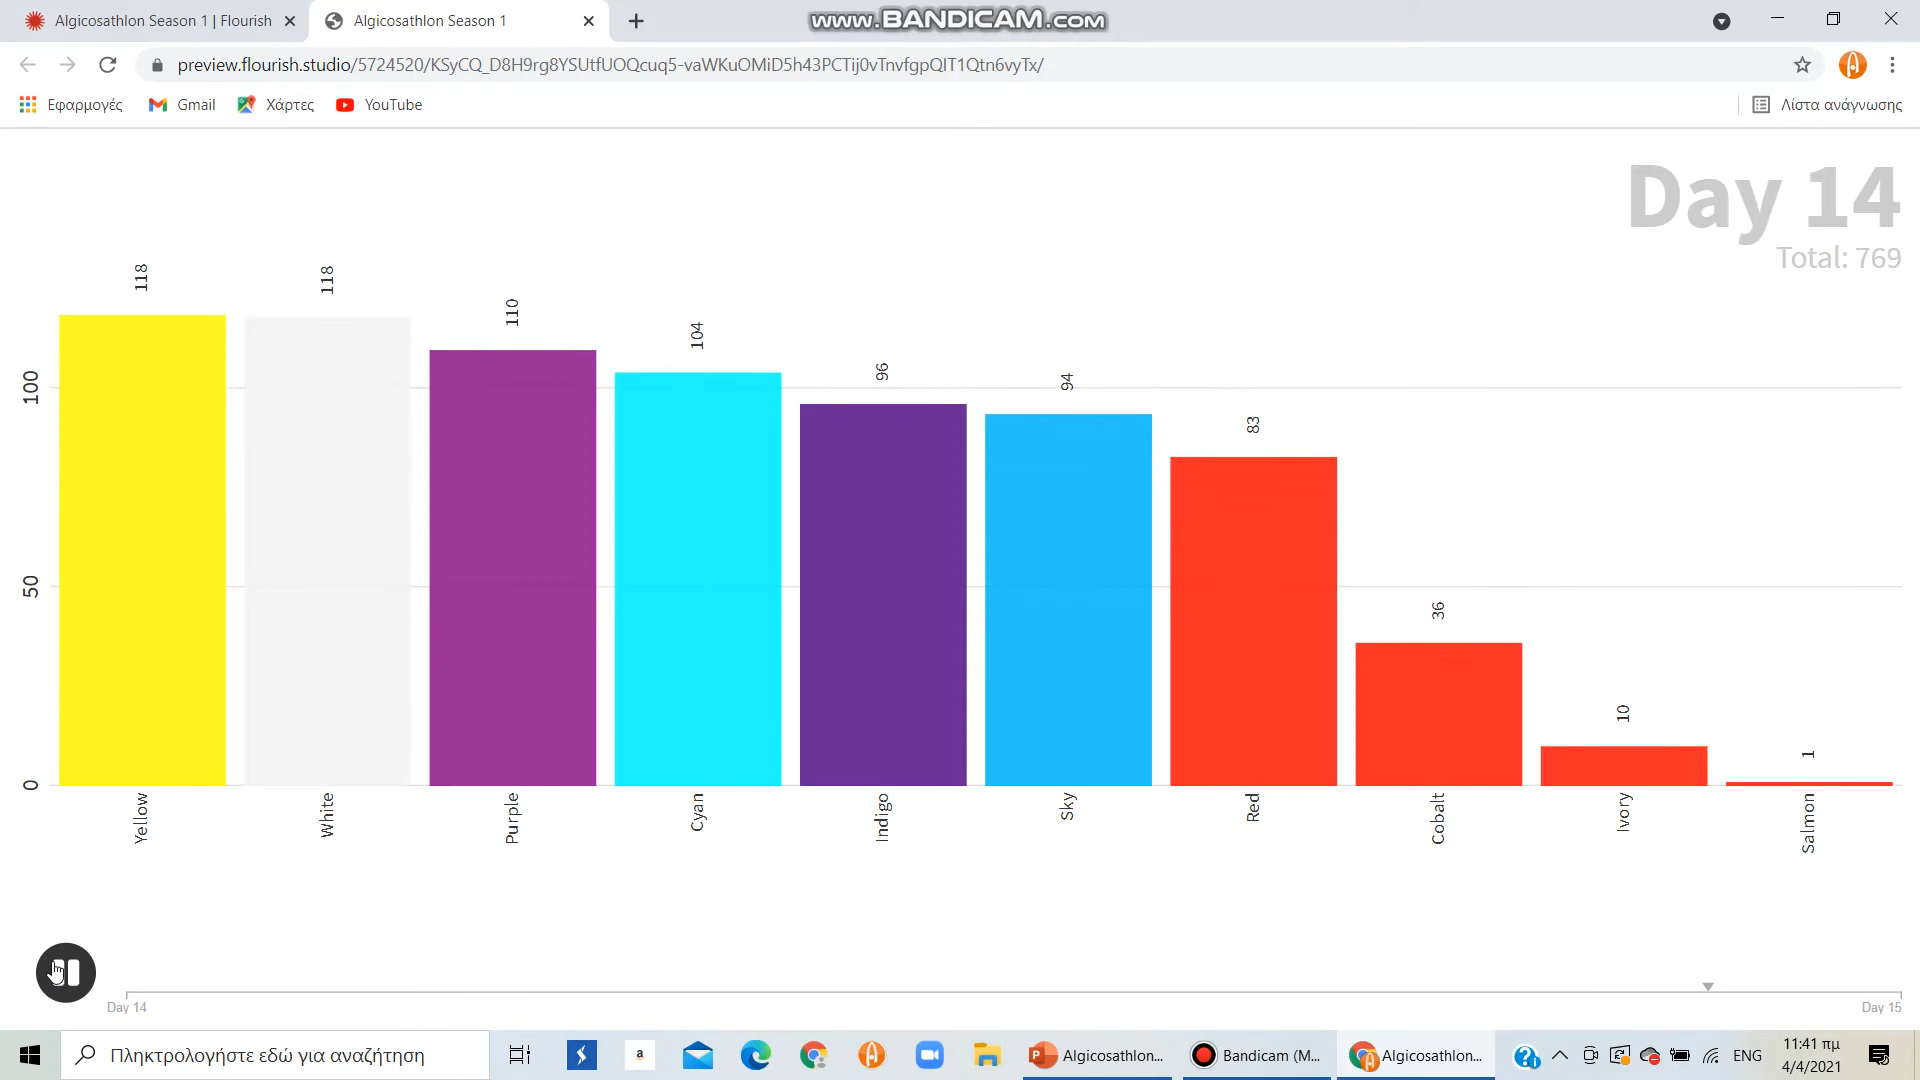 Algicosathlon Season 1 | Flourish
Algicosathlon Season 1
www.BANDICAM.com
preview.flourish.studio/5724520/KSyCQ_D8H9rg8YSUtfUOQcuq5-vaWKuOMiD5h43PCTij0vTnvfgpQIT1Qtn6vyTx/
Εφαρμογές
Gmail
Χάρτες
YouTube
Λίστα ανάγνωσης
Day 14
Total: 769
118
118
110
104
96
94
83
36
10
1
100
50
0
Yellow
White
Purple
Cyan
Indigo
Sky
Red
Cobalt
Ivory
Salmon
Day 14
Day 15
Πληκτρολογήστε εδώ για αναζήτηση
Algicosathlon...
Bandicam (M...
Algicosathlon...
ENG
11:41 πμ
4/4/2021